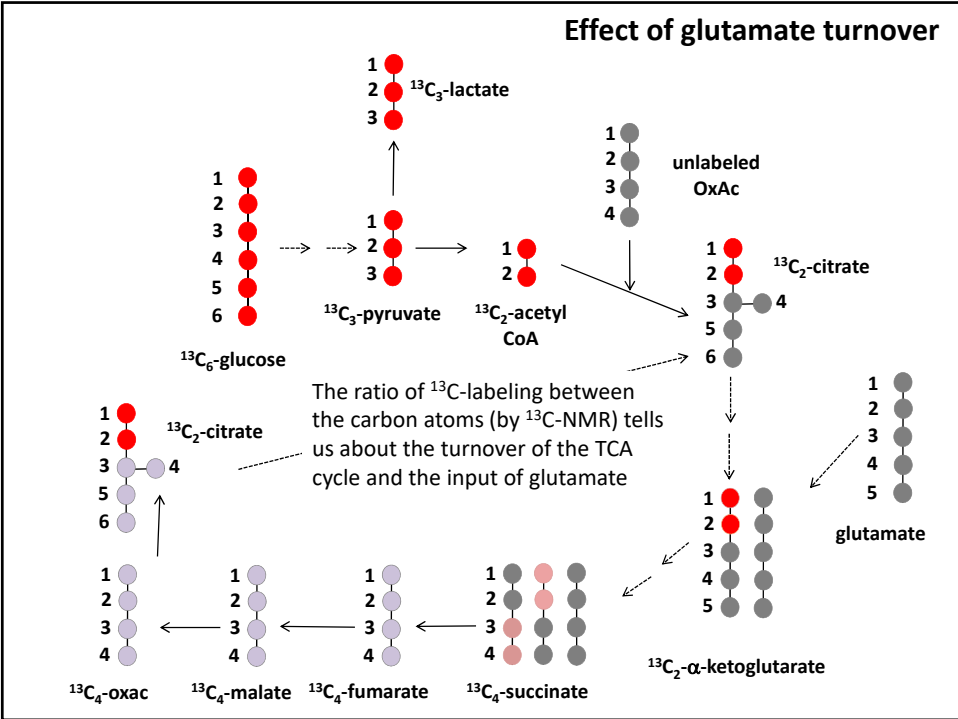 Effect of glutamate turnover
1
2
3
¹³C₃-lactate
1
2
3
4
unlabeled
OxAc
1
2
3
4
5
6
¹³C₆-glucose
1
2
3
¹³C₃-pyruvate
1
2
¹³C₂-acetyl
CoA
1
2
3
4
5
6
¹³C₂-citrate
The ratio of ¹³C-labeling between
the carbon atoms (by ¹³C-NMR) tells
us about the turnover of the TCA
cycle and the input of glutamate
1
2
3
4
5
6
¹³C₂-citrate
1
2
3
4
5
glutamate
1
2
3
4
5
¹³C₂-α-ketoglutarate
1
2
3
4
¹³C₄-oxac
1
2
3
4
¹³C₄-malate
1
2
3
4
¹³C₄-fumarate
1
2
3
4
¹³C₄-succinate